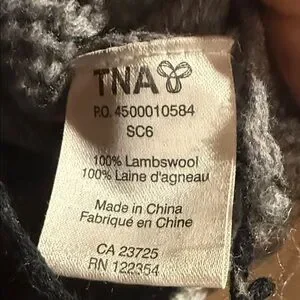 TNA
P.O. 4500010584
SC6
100% Lambswool
100% Laine d'agneau
Made in China
Fabriqué en Chine
CA 23725
RN 122354